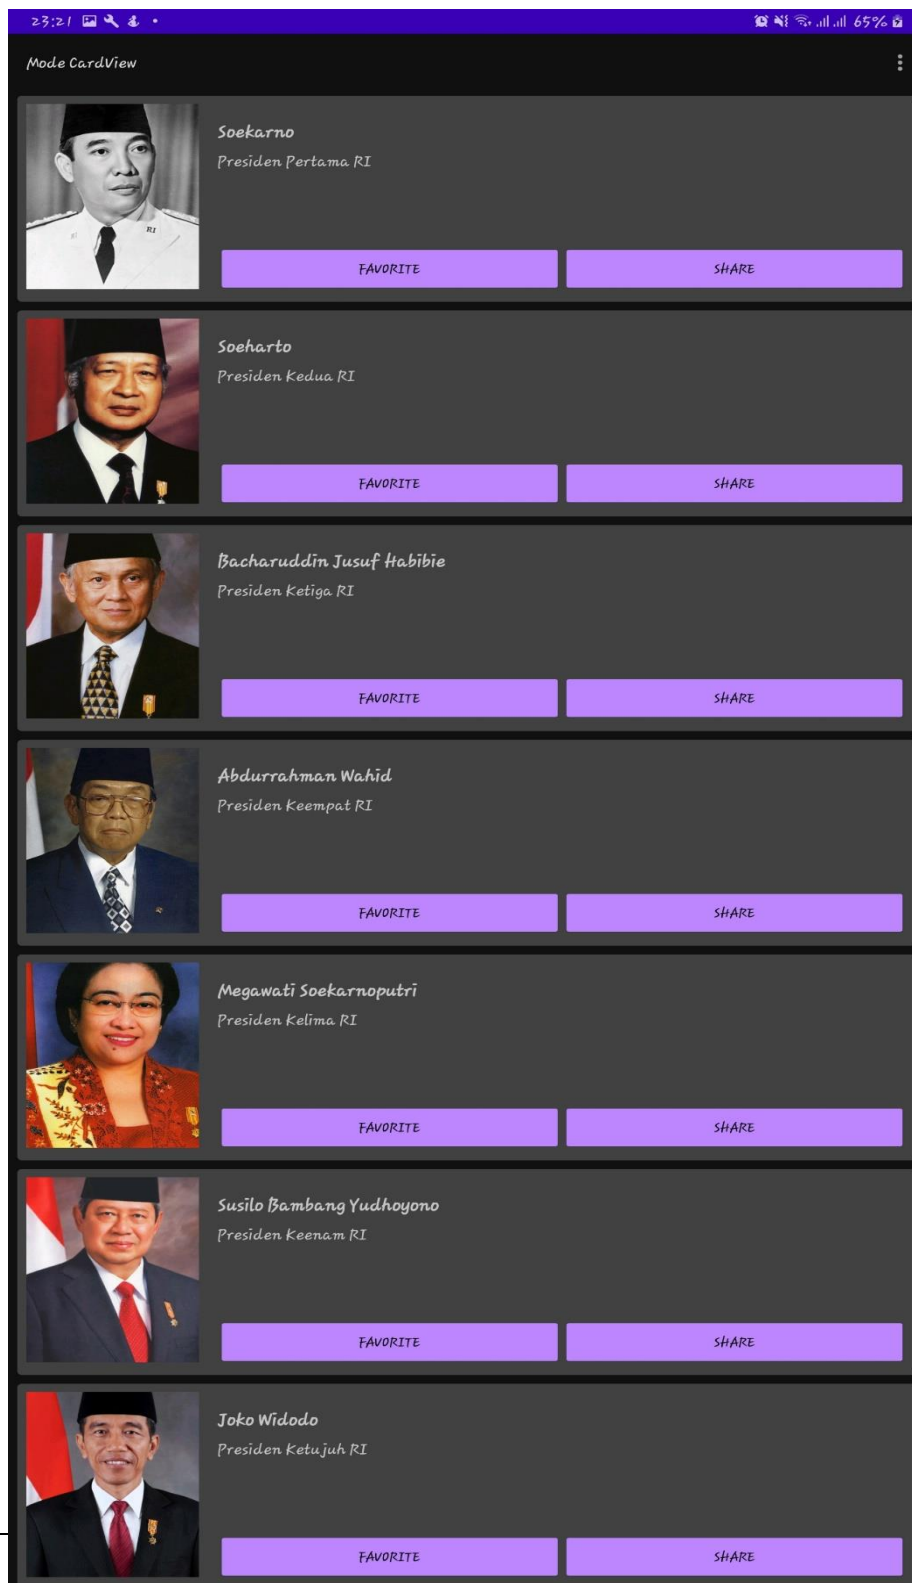 23:21
65%
Mode CardView
Soekarno
Presiden Pertama RI
RI
FAVORITE SHARE
Soeharto
Presiden Kedua RI
FAVORITE SHARE
Bacharuddin Jusuf Habibie
Presiden Ketiga RI
FAVORITE SHARE
Abdurrahman Wahid
Presiden Keempat RI
FAVORITE SHARE
Megawati Soekarnoputri
Presiden Kelima RI
FAVORITE SHARE
Susilo Bambang Yudhoyono
Presiden Keenam RI
FAVORITE SHARE
Joko Widodo
Presiden Ketujuh RI
FAVORITE SHARE